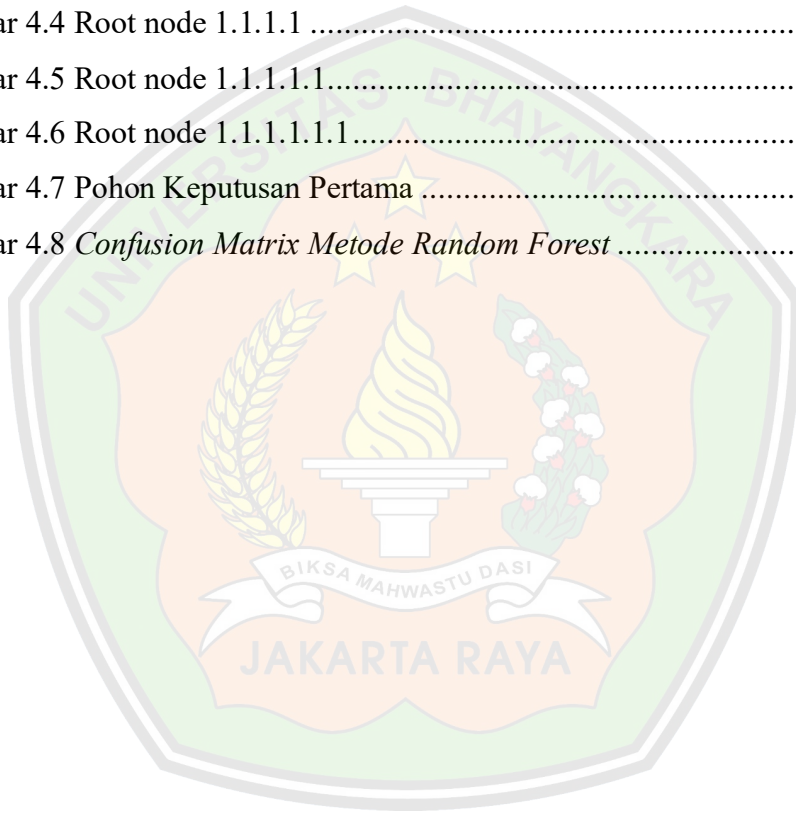 ar 4.4 Root node 1.1.1.1 ........................................................
ar 4.5 Root node 1.1.1.1.1......................................................
ar 4.6 Root node 1.1.1.1.1.1...................................................
ar 4.7 Pohon Keputusan Pertama ...........................................
ar 4.8 Confusion Matrix Metode Random Forest .....................
UNIVERSITAS BHAYANGKARA
BIKSA MAHWASTU DASI
JAKARTA RAYA